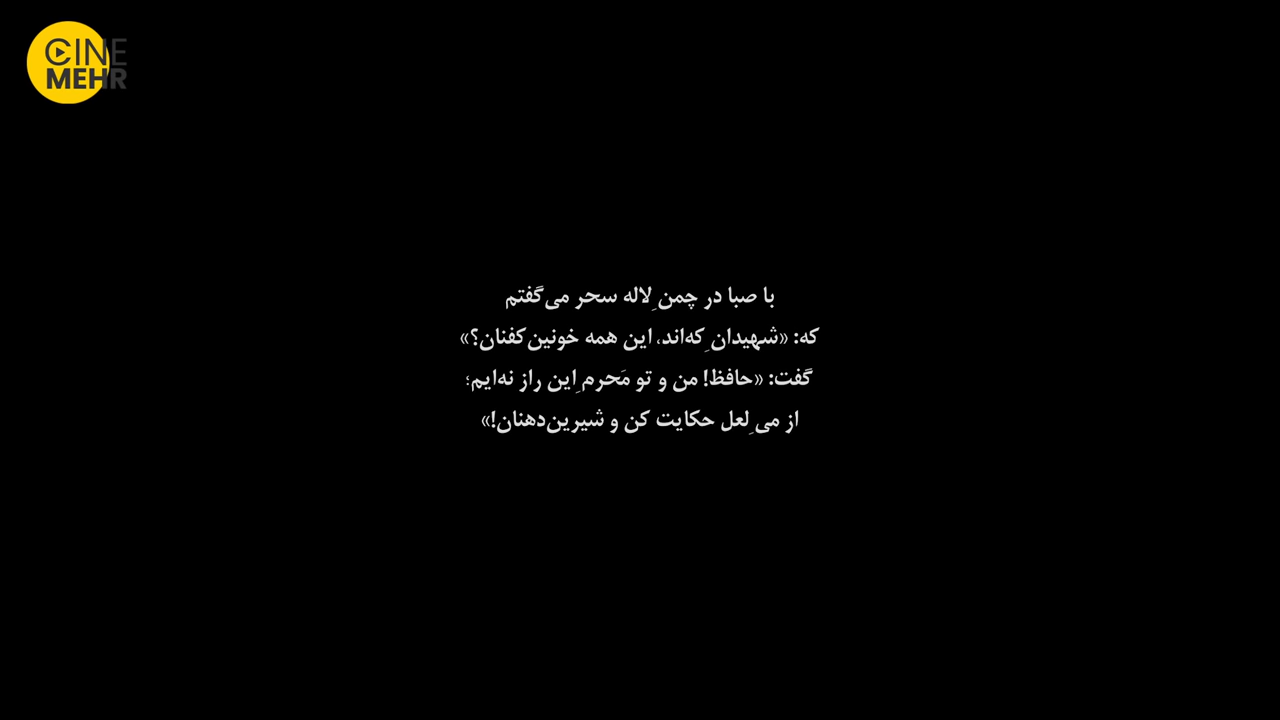 CINE
MEHR
با صبا در چمنِ لاله سحر می‌گفتم
که: «شهیدانِ که‌اند، این همه خونین‌کفنان؟»
گفت: «حافظ! من و تو مَحرمِ این راز نه‌ایم؛
از میِ لعل حکایت کن و شیرین‌دهنان!»